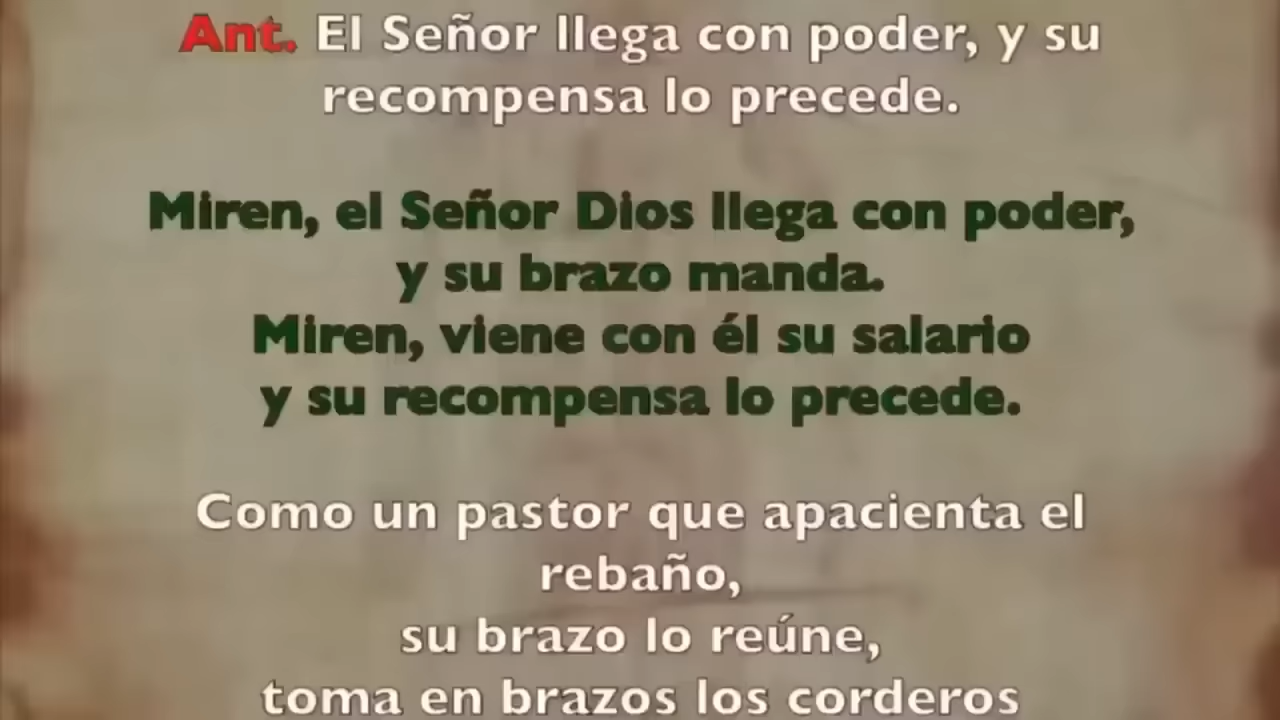 Ant. El Señor llega con poder, y su
recompensa lo precede.
Miren, el Señor Dios llega con poder,
y su brazo manda.
Miren, viene con él su salario
y su recompensa lo precede.
Como un pastor que apacienta el
rebaño,
su brazo lo reúne,
toma en brazos los corderos